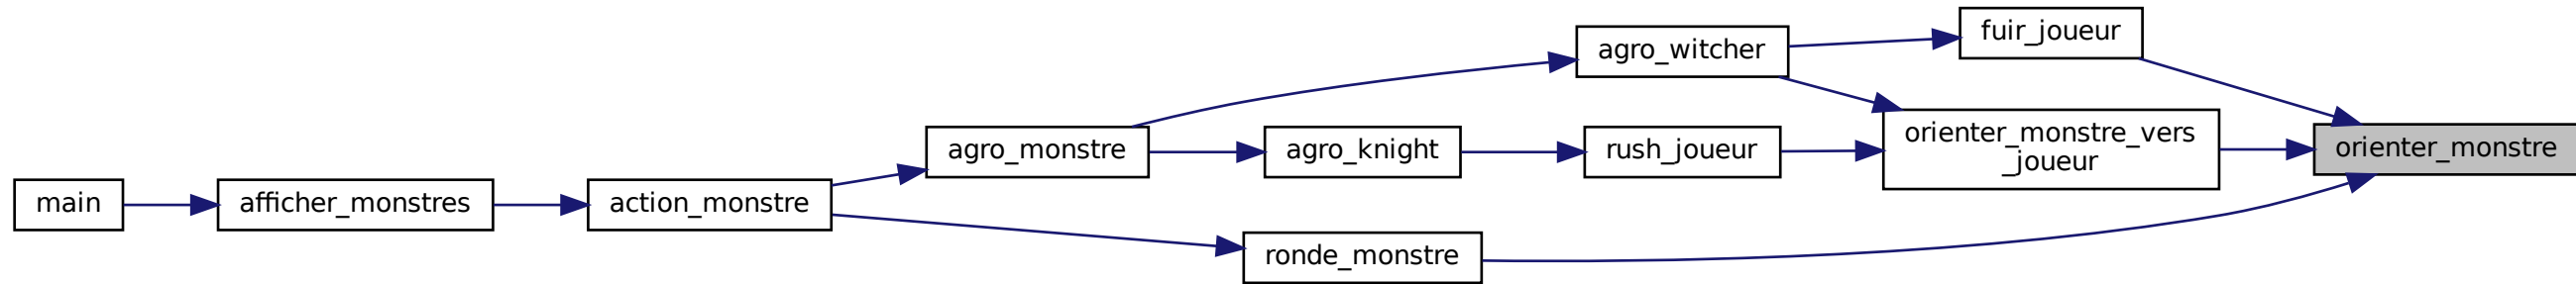 main
afficher_monstres
action_monstre
agro_monstre
ronde_monstre
agro_knight
agro_witcher
rush_joueur
fuir_joueur
orienter_monstre_vers
_joueur
orienter_monstre